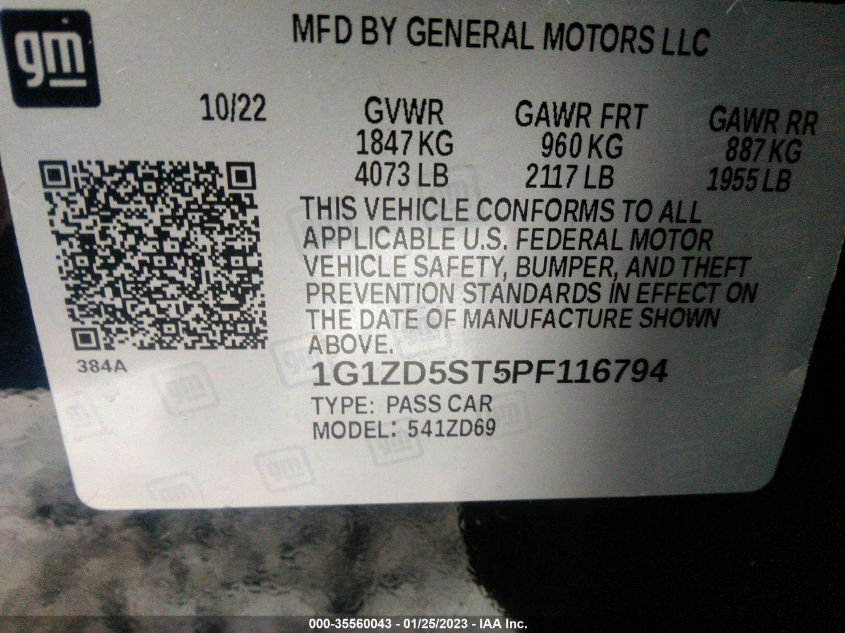 gm
MFD BY GENERAL MOTORS LLC
10/22 GVWR GAWR FRT GAWR RR
1847 KG 960 KG 887 KG
4073 LB 2117 LB 1955 LB
THIS VEHICLE CONFORMS TO ALL
APPLICABLE U.S. FEDERAL MOTOR
VEHICLE SAFETY, BUMPER, AND THEFT
PREVENTION STANDARDS IN EFFECT ON
THE DATE OF MANUFACTURE SHOWN
ABOVE.
384A
1G1ZD5ST5PF116794
TYPE: PASS CAR
MODEL: 541ZD69
gm
gm
gm
000-35560043 - 01/25/2023 - IAA Inc.